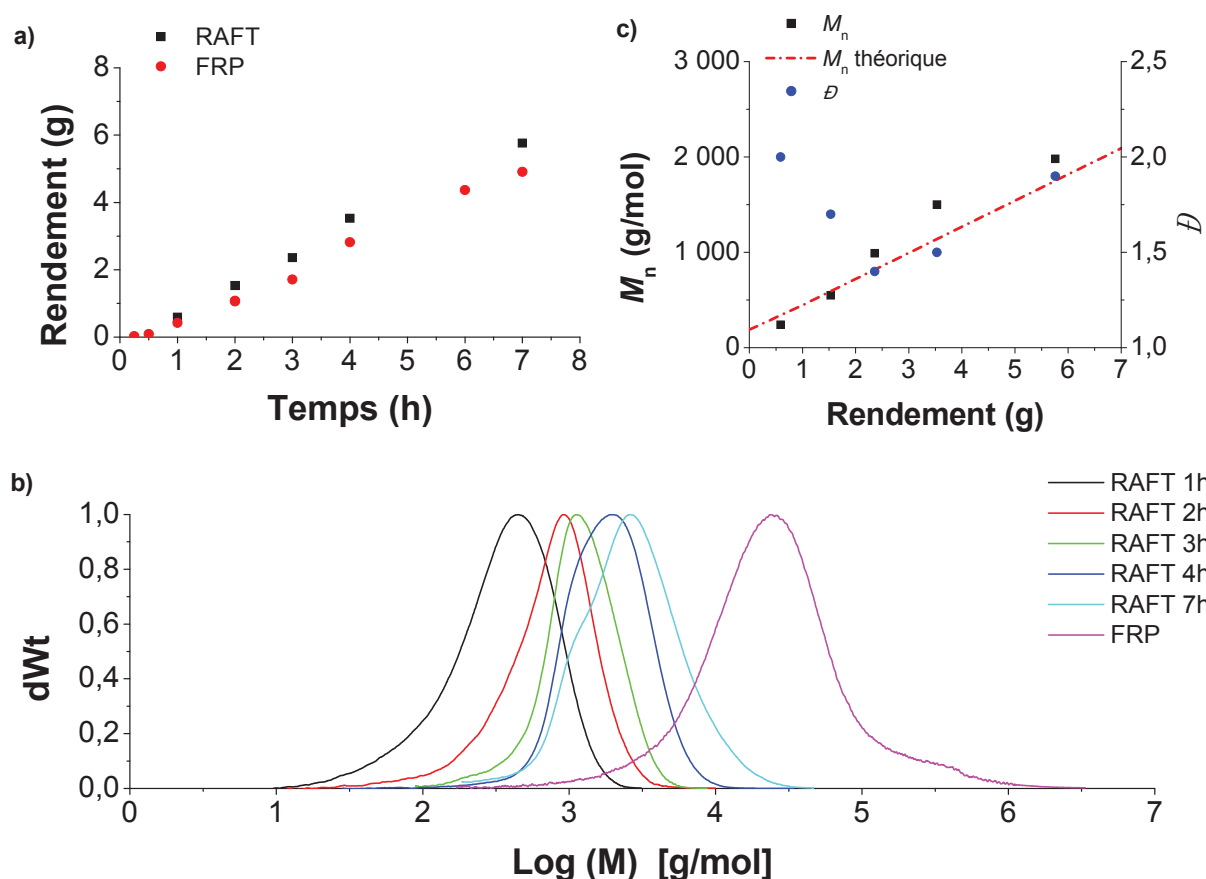 a)
RAFT
FRP
8
6
4
2
0
0 1 2 3 4 5 6 7 8
Rendement (g)
Temps (h)
c)
Mn
Mn théorique
Đ
3 000
2 000
1 000
0
2,5
2,0
1,5
1,0
0 1 2 3 4 5 6 7
Mn (g/mol)
Đ
Rendement (g)
b)
RAFT 1h
RAFT 2h
RAFT 3h
RAFT 4h
RAFT 7h
FRP
1,0
0,8
0,6
0,4
0,2
0,0
0 1 2 3 4 5 6 7
dWt
Log (M) [g/mol]